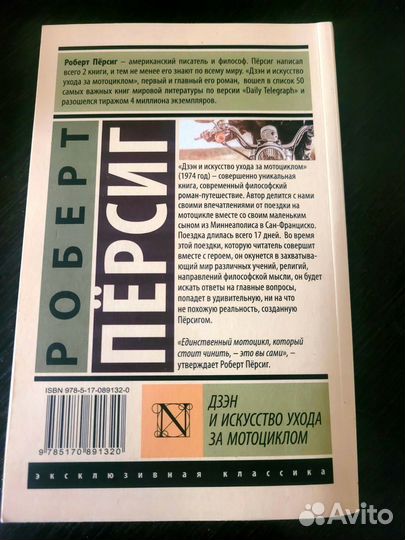 Роберт Пёрсиг – американский писатель и философ. Пёрсиг написал
всего 2 книги, и тем не менее его знают по всему миру. «Дзэн и искусство
ухода за мотоциклом», первый и главный его роман, вошел в список 50
самых важных книг мировой литературы по версии «Daily Telegraph» и
разошелся тиражом 4 миллиона экземпляров.
РОБЕРТ
ПЁРСИГ
«Дзэн и искусство ухода за мотоциклом»
(1974 год) – совершенно уникальная
книга, современный философский
роман-путешествие. Автор делится с нами
своими впечатлениями от поездки на
мотоцикле вместе со своим маленьким
сыном из Миннеаполиса в Сан-Франциско.
Поездка длилась всего 17 дней. Во время
этой поездки, которую читатель совершит
вместе с героем, он окунется в захватыва-
ющий мир различных учений, религий,
направлений философской мысли, он будет
искать ответы на главные вопросы,
попадет в удивительную, ни на что
не похожую реальность, созданную
Пёрсигом.
«Единственный мотоцикл, который
стоит чинить, – это вы сами», –
утверждает Роберт Пёрсиг.
ISBN 978-5-17-089132-0
9 785170 891320
N
ДЗЭН
И ИСКУССТВО УХОДА
ЗА МОТОЦИКЛОМ
эксклюзивная классика
Avito